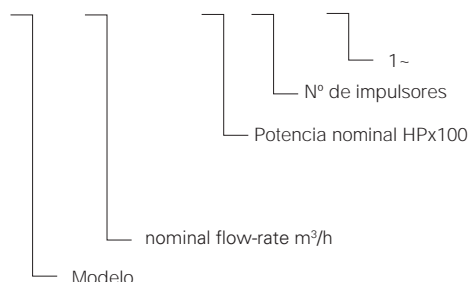 1~
Nº de impulsores
Potencia nominal HPx100
nominal flow-rate m³/h
Modelo